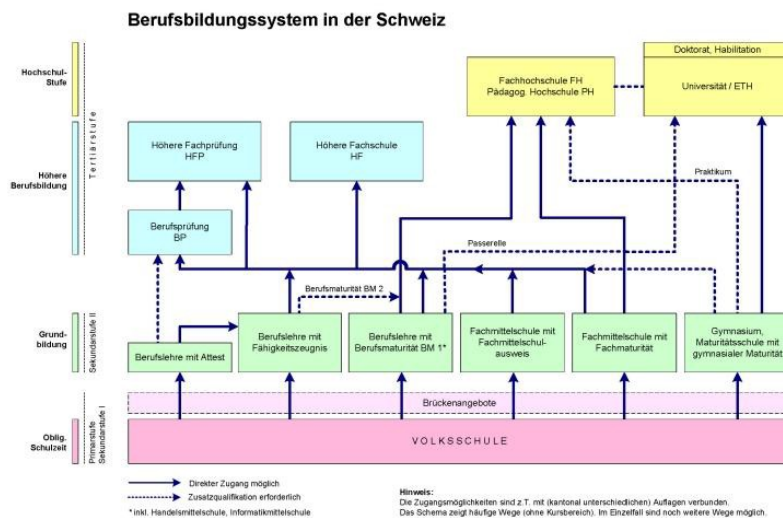 Berufsbildungssystem in der Schweiz
Hochschul-
Stufe
Höhere
Berufsbildung
Tertiärstufe
Doktorat, Habilitation
Universität / ETH
Fachhochschule FH
Pädagog. Hochschule PH
Höhere Fachprüfung
HFP
Höhere Fachschule
HF
Praktikum
Berufsprüfung
BP
Passerelle
Berufsmaturität BM 2
Grund-
bildung
Sekundarstufe II
Berufslehre mit Attest
Berufslehre mit
Fähigkeitszeugnis
Berufslehre mit
Berufsmaturität BM 1*
Fachmittelschule mit
Fachmittelschul-
ausweis
Fachmittelschule mit
Fachmaturität
Gymnasium,
Maturitätsschule mit
gymnasialer Maturität
Oblig.
Schulzeit
Primarstufe
Sekundarstufe I
Brückenangebote
VOLKSSCHULE
Direkter Zugang möglich
Zusatzqualifikation erforderlich
* inkl. Handelsmittelschule, Informatikmittelschule
Hinweis:
Die Zugangsmöglichkeiten sind z.T. mit (kantonal unterschiedlichen) Auflagen verbunden.
Das Schema zeigt häufige Wege (ohne Kursbereich). Im Einzelfall sind noch weitere Wege möglich.